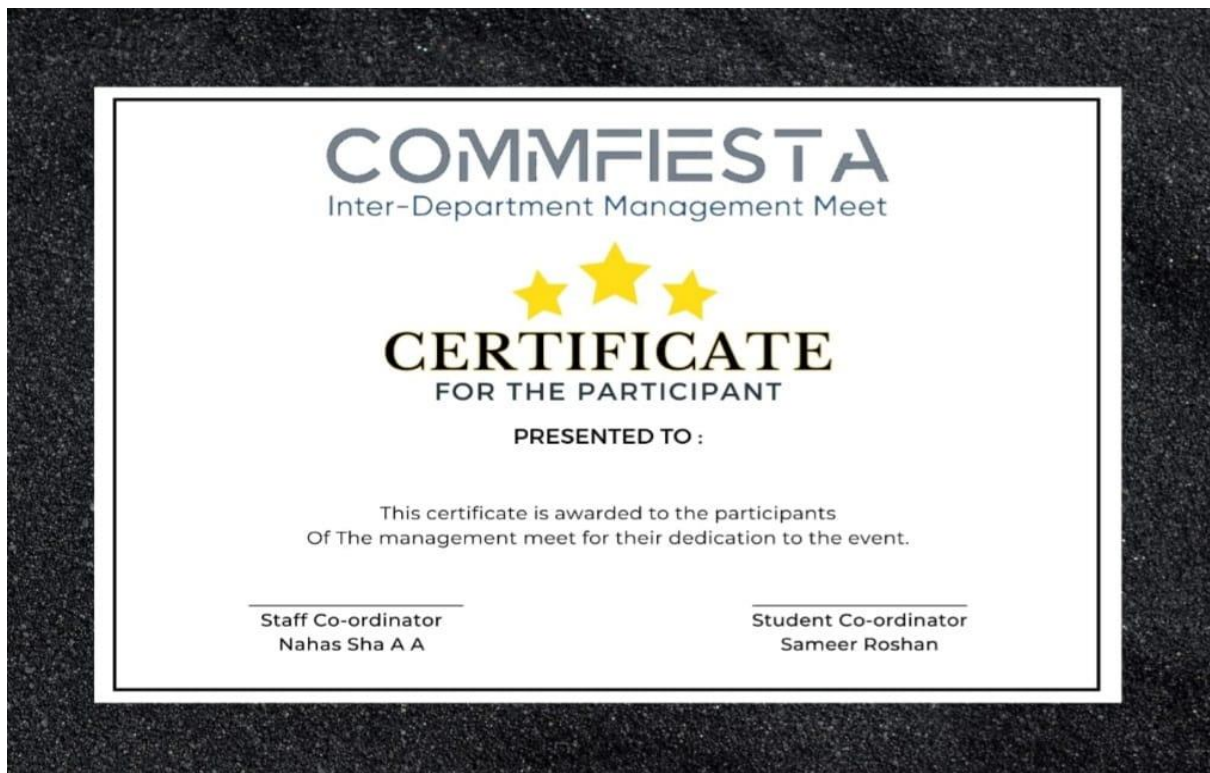 COMMFIESTA
Inter-Department Management Meet
CERTIFICATE
FOR THE PARTICIPANT
PRESENTED TO :
This certificate is awarded to the participants
Of The management meet for their dedication to the event.
Staff Co-ordinator
Nahas Sha A A
Student Co-ordinator
Sameer Roshan